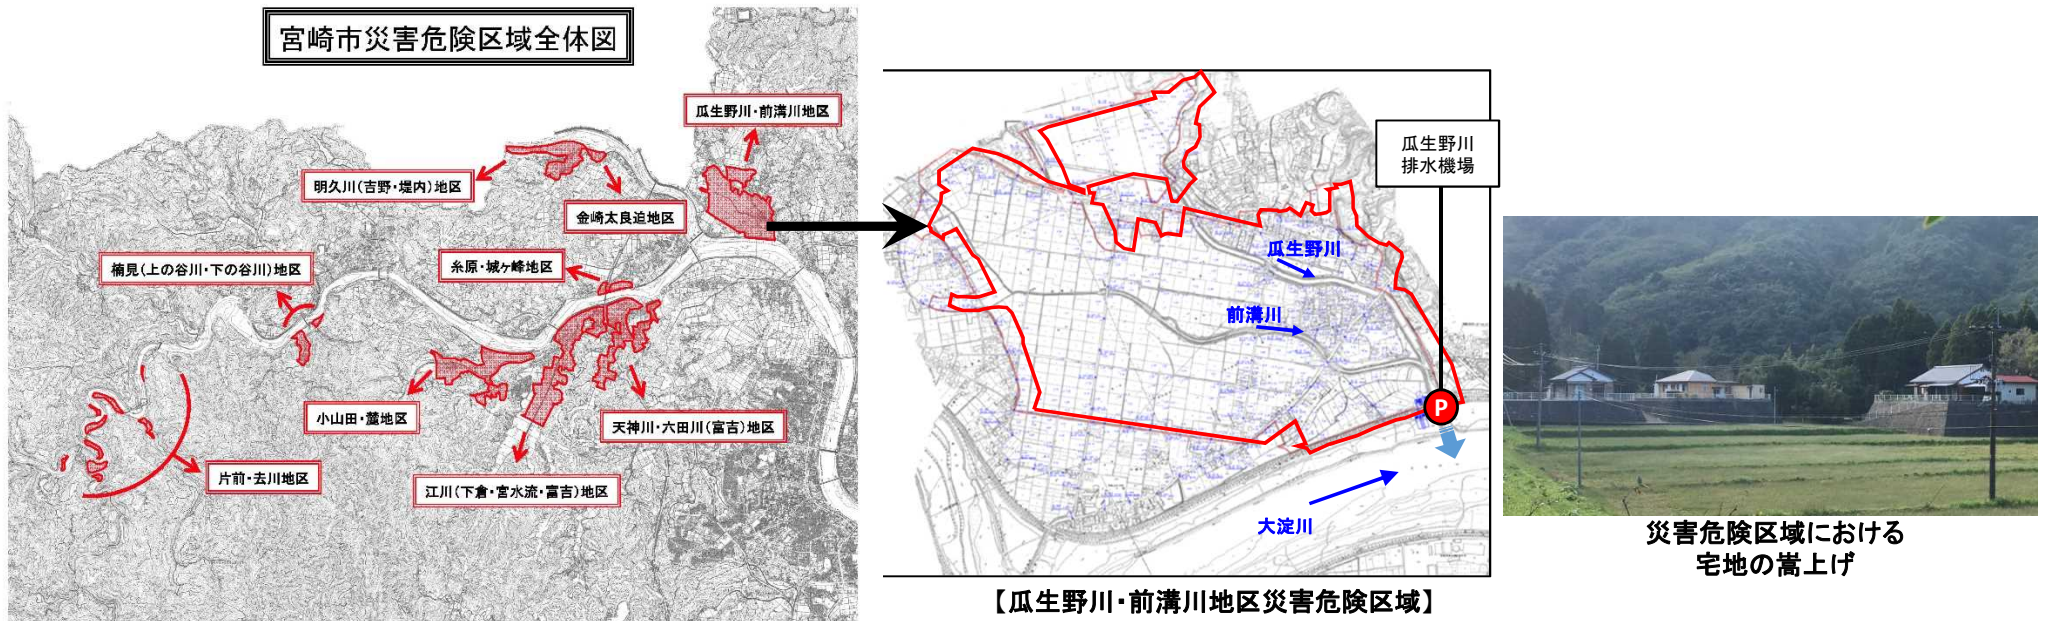 宮崎市災害危険区域全体図
瓜生野川・前溝川地区
明久川(吉野・堤内)地区
金崎太良迫地区
楠見(上の谷川・下の谷川)地区
糸原・城ヶ峰地区
小山田・麓地区
天神川・六田川(富吉)地区
片前・去川地区
江川(下倉・宮水流・富吉)地区
瓜生野川
排水機場
瓜生野川
前溝川
P
大淀川
【瓜生野川・前溝川地区災害危険区域】
災害危険区域における
宅地の嵩上げ